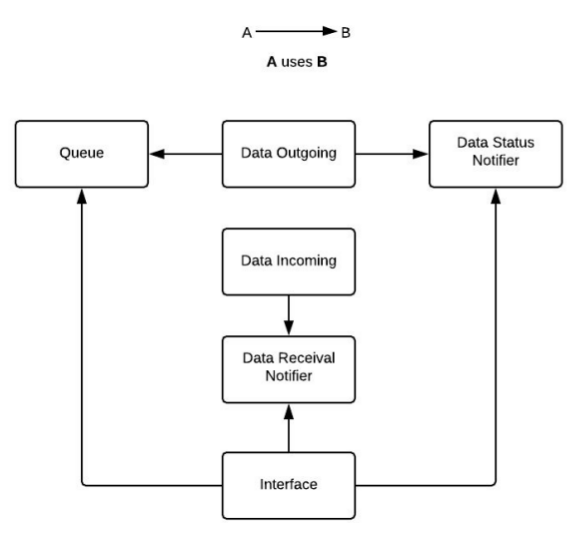 A B
A uses B
Queue
Data Outgoing
Data Status
Notifier
Data Incoming
Data Receival
Notifier
Interface